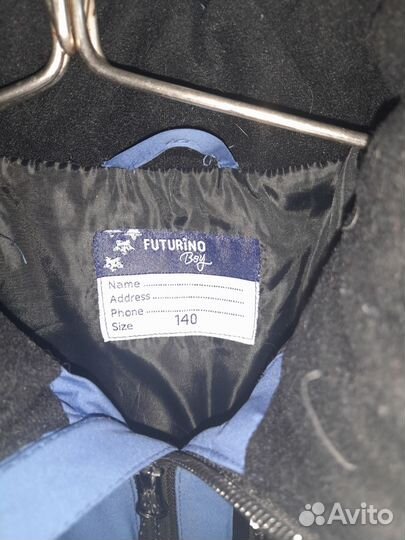 FUTURiNO
Boy
Name
Address
Phone
Size 140
Avito